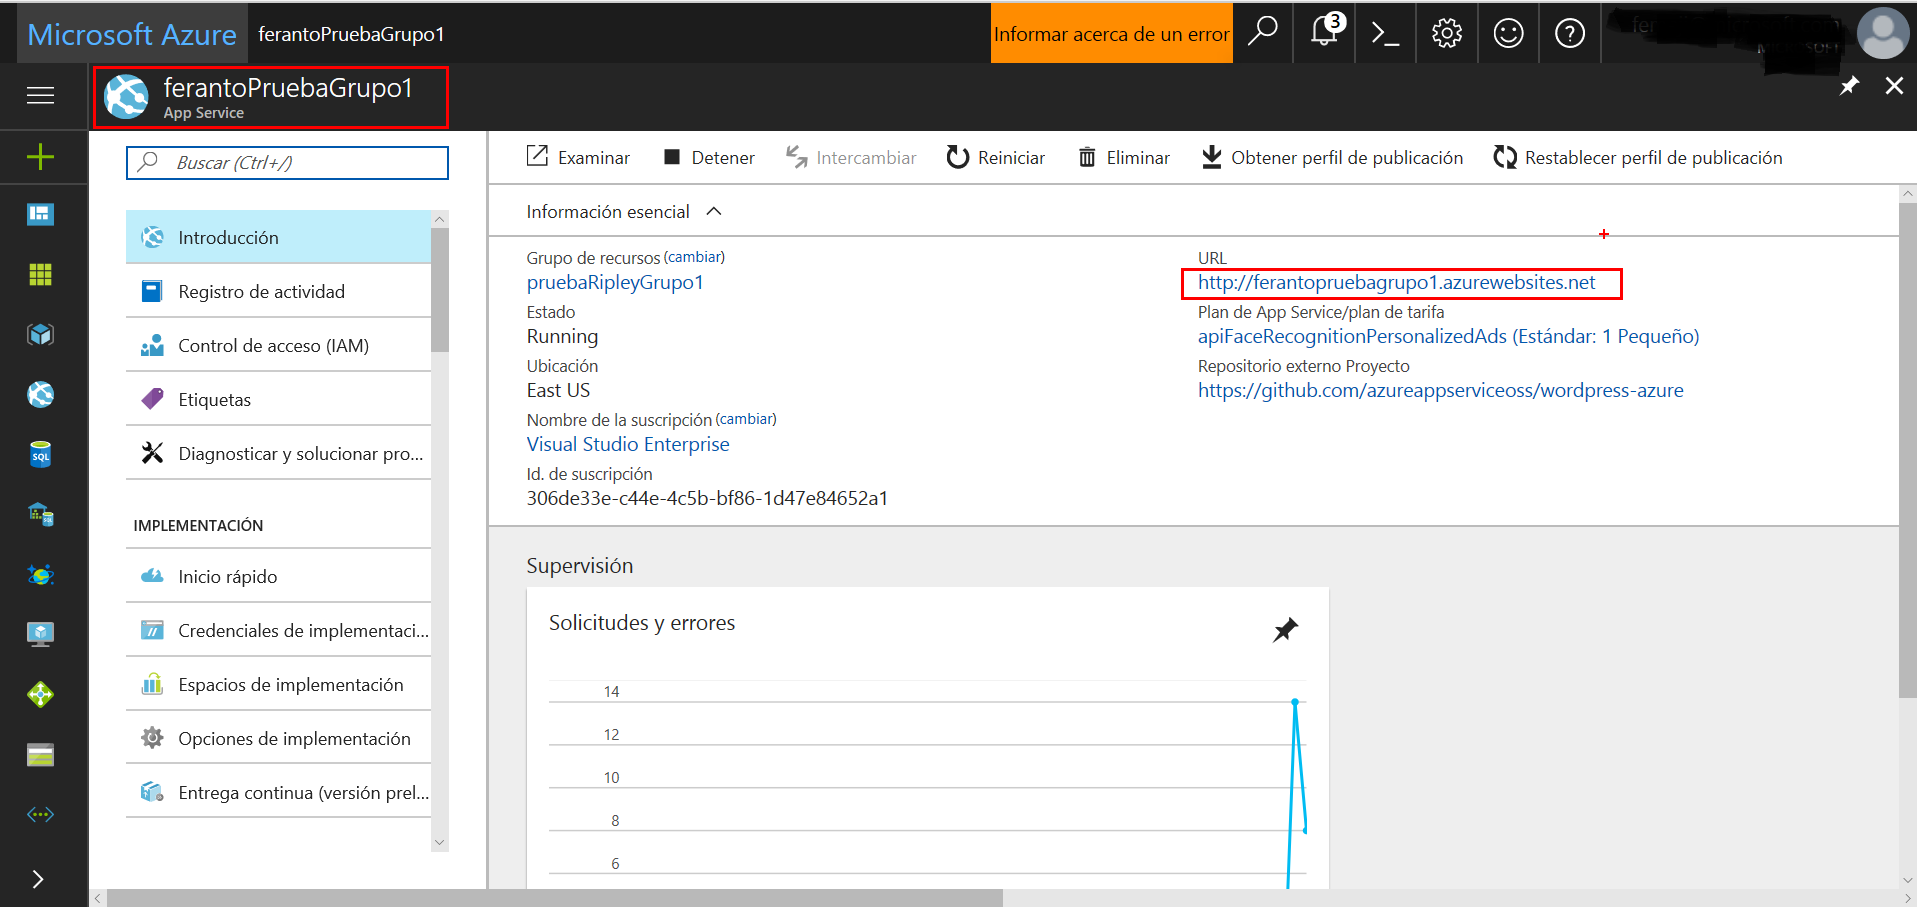 Microsoft Azure
ferantoPruebaGrupo1
Informar acerca de un error
3
fer
ferantoPruebaGrupo1
App Service
Buscar (Ctrl+/)
Examinar
Detener
Intercambiar
Reiniciar
Eliminar
Obtener perfil de publicación
Restablecer perfil de publicación
Introducción
Registro de actividad
Control de acceso (IAM)
Etiquetas
Diagnosticar y solucionar pro...
IMPLEMENTACIÓN
Inicio rápido
Credenciales de implementaci...
Espacios de implementación
Opciones de implementación
Entrega continua (versión prel...
Información esencial
Grupo de recursos (cambiar)
pruebaRipleyGrupo1
Estado
Running
Ubicación
East US
Nombre de la suscripción (cambiar)
Visual Studio Enterprise
Id. de suscripción
306de33e-c44e-4c5b-bf86-1d47e84652a1
URL
http://ferantopruebagrupo1.azurewebsites.net
Plan de App Service/plan de tarifa
apiFaceRecognitionPersonalizedAds (Estándar: 1 Pequeño)
Repositorio externo Proyecto
https://github.com/azureappserviceoss/wordpress-azure
Supervisión
Solicitudes y errores
14
12
10
8
6
SQL
SQL